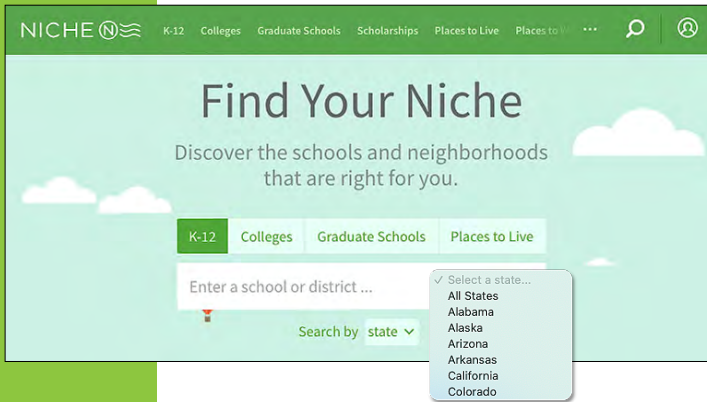 NICHE N K-12 Colleges Graduate Schools Scholarships Places to Live Places to ...
Find Your Niche
Discover the schools and neighborhoods
that are right for you.
K-12 Colleges Graduate Schools Places to Live
Enter a school or district ...
Search by state
✓ Select a state...
All States
Alabama
Alaska
Arizona
Arkansas
California
Colorado